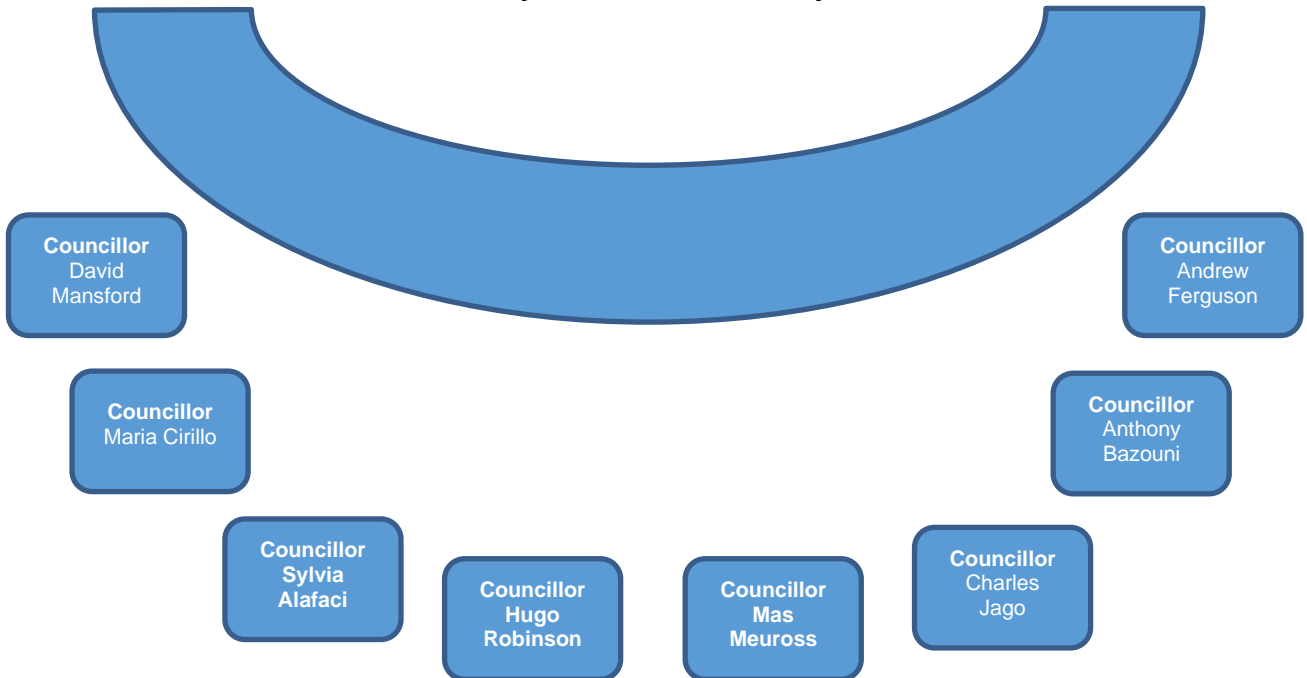 Councillor
David
Mansford
Councillor
Andrew
Ferguson
Councillor
Maria Cirillo
Councillor
Anthony
Bazouni
Councillor
Sylvia
Alafaci
Councillor
Hugo
Robinson
Councillor
Mas
Meuross
Councillor
Charles
Jago